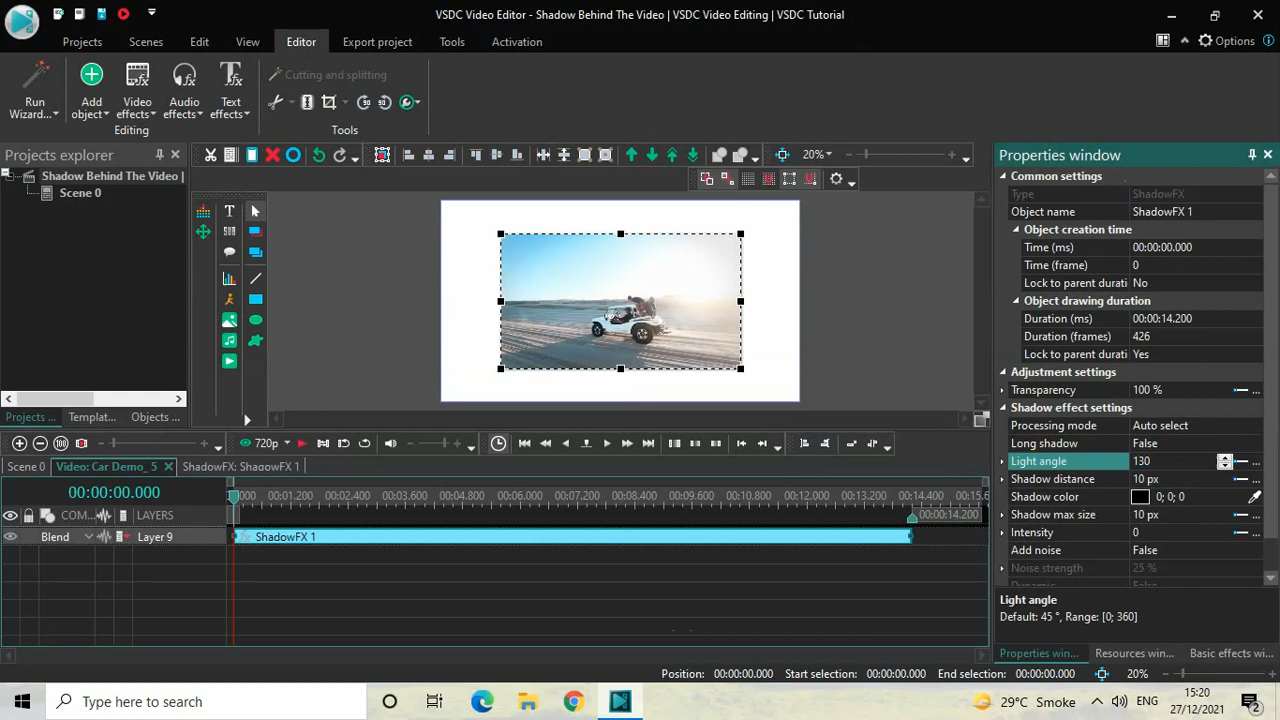 VSDC Video Editor - Shadow Behind The Video | VSDC Video Editing | VSDC Tutorial
Projects Scenes Edit View Editor Export project Tools Activation Options
Cutting and splitting
Run Wizard... Add object Video effects Audio effects Text effects
Editing Tools
Projects explorer 20% Properties window
Shadow Behind The Video |
Scene 0
Common settings
Type ShadowFX
Object name ShadowFX 1
Object creation time
Time (ms) 00:00:00.000
Time (frame) 0
Lock to parent durati No
Object drawing duration
Duration (ms) 00:00:14.200
Duration (frames) 426
Lock to parent durati Yes
Adjustment settings
Transparency 100 % ...
Shadow effect settings
Processing mode Auto select
Long shadow False
Light angle 130 ...
Shadow distance 10 px ...
Shadow color 0; 0; 0
Shadow max size 10 px ...
Intensity 0 ...
Add noise False
Noise strength 25 % ...
Dynamic False
Light angle
Default: 45 °, Range: [0; 360]
Properties win... Resources win... Basic effects wi...
Projects ... Templat... Objects ...
720p
Scene 0 Video: Car Demo_ 5 ShadowFX: ShadowFX 1
00:00:00.000
000 00:01.200 00:02.400 00:03.600 00:04.800 00:06.000 00:07.200 00:08.400 00:09.600 00:10.800 00:12.000 00:13.200 00:14.400 00:15.6
00:00:14.200
COM... LAYERS
Blend Layer 9 ShadowFX 1
Position: 00:00:00.000 Start selection: 00:00:00.000 End selection: 00:00:00.000 20%
Type here to search 29°C Smoke ENG 15:20
27/12/2021 2